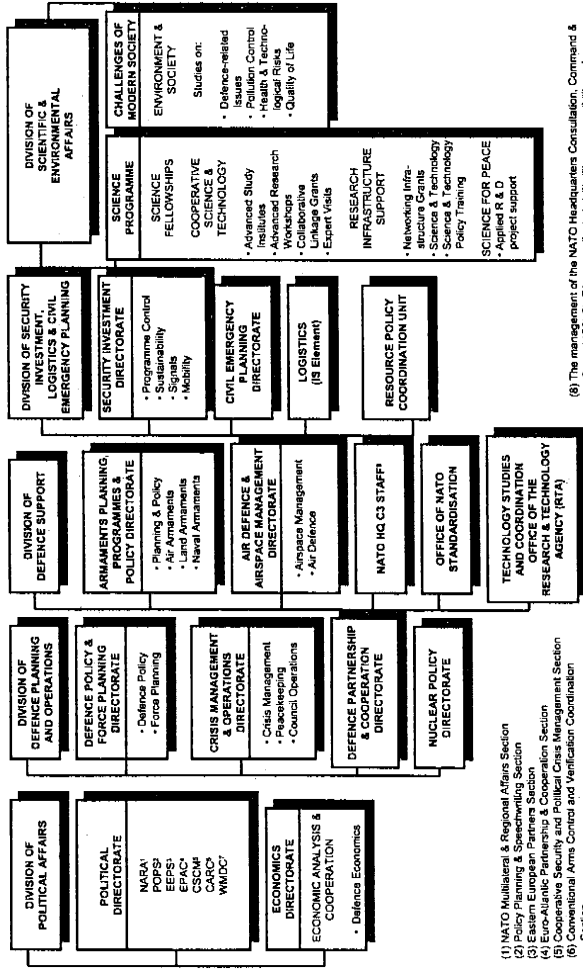 DIVISION OF
POLITICAL AFFAIRS
POLITICAL
DIRECTORATE
NARA¹
POPS²
EEPS³
EPAC⁴
CSCM⁵
CARC⁶
WMDC⁷
ECONOMICS
DIRECTORATE
ECONOMIC ANALYSIS &
COOPERATION
• Defence Economics
DIVISION OF
DEFENCE PLANNING
AND OPERATIONS
DEFENCE POLICY &
FORCE PLANNING
DIRECTORATE
• Defence Policy
• Force Planning
CRISIS MANAGEMENT
& OPERATIONS
DIRECTORATE
• Crisis Management
• Peacekeeping
• Council Operations
DEFENCE PARTNERSHIP
& COOPERATION
DIRECTORATE
NUCLEAR POLICY
DIRECTORATE
DIVISION OF
DEFENCE SUPPORT
ARMAMENTS PLANNING,
PROGRAMMES &
POLICY DIRECTORATE
• Planning & Policy
• Air Armaments
• Land Armaments
• Naval Armaments
AIR DEFENCE &
AIRSPACE MANAGEMENT
DIRECTORATE
• Airspace Management
• Air Defence
NATO HQ C3 STAFF⁸
OFFICE OF NATO
STANDARDISATION
TECHNOLOGY STUDIES
AND COORDINATION
OFFICE OF THE
RESEARCH & TECHNOLOGY
AGENCY (RTA)
DIVISION OF SECURITY
INVESTMENT,
LOGISTICS & CIVIL
EMERGENCY PLANNING
SECURITY INVESTMENT
DIRECTORATE
• Programme Control
• Sustainability
• Signals
• Mobility
CIVIL EMERGENCY
PLANNING
DIRECTORATE
LOGISTICS
(IS Element)
RESOURCE POLICY
COORDINATION UNIT
DIVISION OF
SCIENTIFIC &
ENVIRONMENTAL
AFFAIRS
SCIENCE
PROGRAMME
SCIENCE
FELLOWSHIPS
COOPERATIVE
SCIENCE &
TECHNOLOGY
• Advanced Study
Institutes
• Advanced Research
Workshops
• Collaborative
Linkage Grants
• Expert Visits
RESEARCH
INFRASTRUCTURE
SUPPORT
• Networking Infra-
structure Grants
• Science & Technology
• Science & Technology
Policy Training
SCIENCE FOR PEACE
• Applied R & D
project support
CHALLENGES OF
MODERN SOCIETY
ENVIRONMENT &
SOCIETY
Studies on:
• Defence-related
issues
• Pollution Control
• Health & Techno-
logical Risks
• Quality of Life
(1) NATO Multilateral & Regional Affairs Section
(2) Policy Planning & Speechwriting Section
(3) Eastern European Partners Section
(4) Euro-Atlantic Partnership & Cooperation Section
(5) Cooperative Security and Political Crisis Management Section
(6) Conventional Arms Control and Verification Coordination
(8) The management of the NATO Headquarters Consultation, Command &